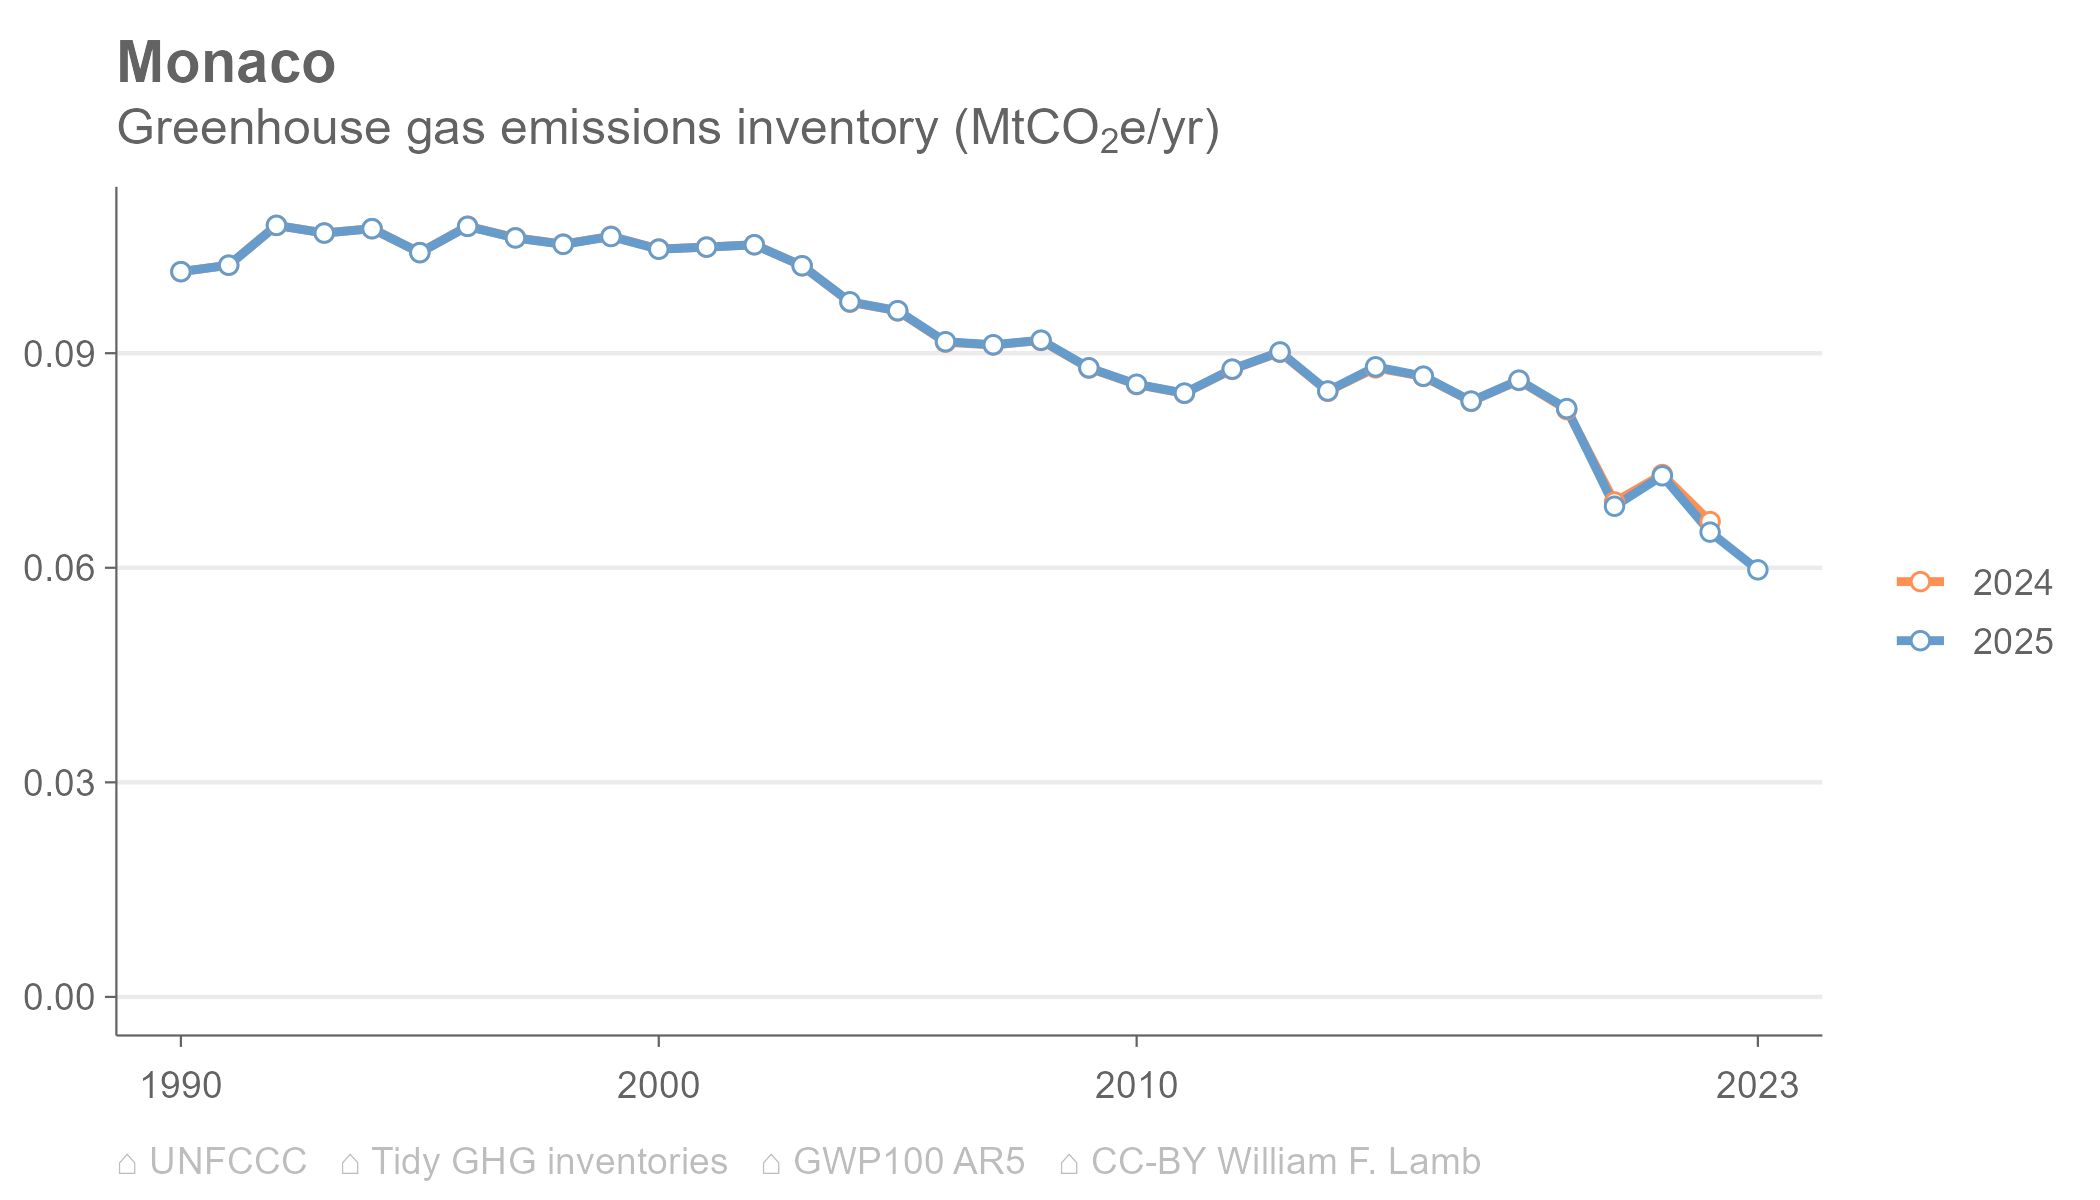 Monaco
Greenhouse gas emissions inventory (MtCO₂e/yr)
0.09
0.06
0.03
0.00
1990 2000 2010 2023
2024
2025
⌂ UNFCCC ⌂ Tidy GHG inventories ⌂ GWP100 AR5 ⌂ CC-BY William F. Lamb